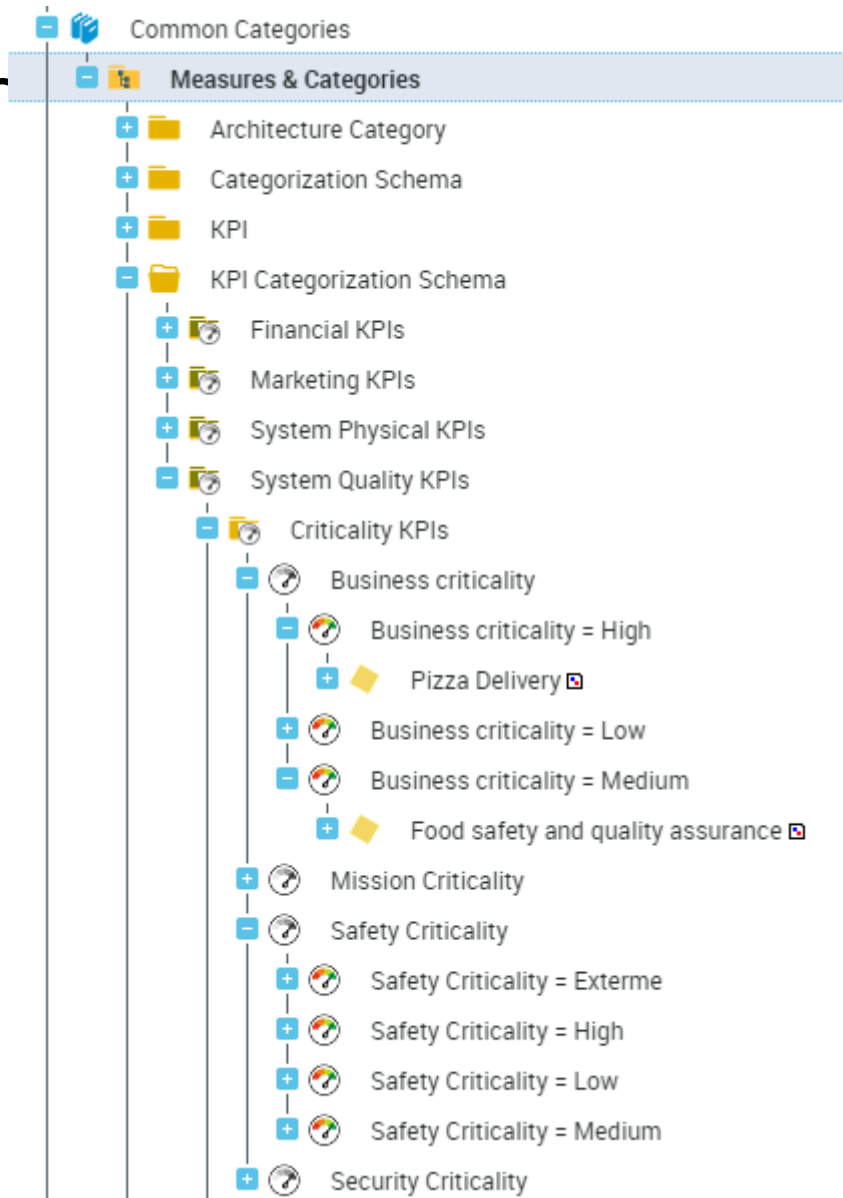 Common Categories
Measures & Categories
Architecture Category
Categorization Schema
KPI
KPI Categorization Schema
Financial KPIs
Marketing KPIs
System Physical KPIs
System Quality KPIs
Criticality KPIs
Business criticality
Business criticality = High
Pizza Delivery
Business criticality = Low
Business criticality = Medium
Food safety and quality assurance
Mission Criticality
Safety Criticality
Safety Criticality = Exterme
Safety Criticality = High
Safety Criticality = Low
Safety Criticality = Medium
Security Criticality